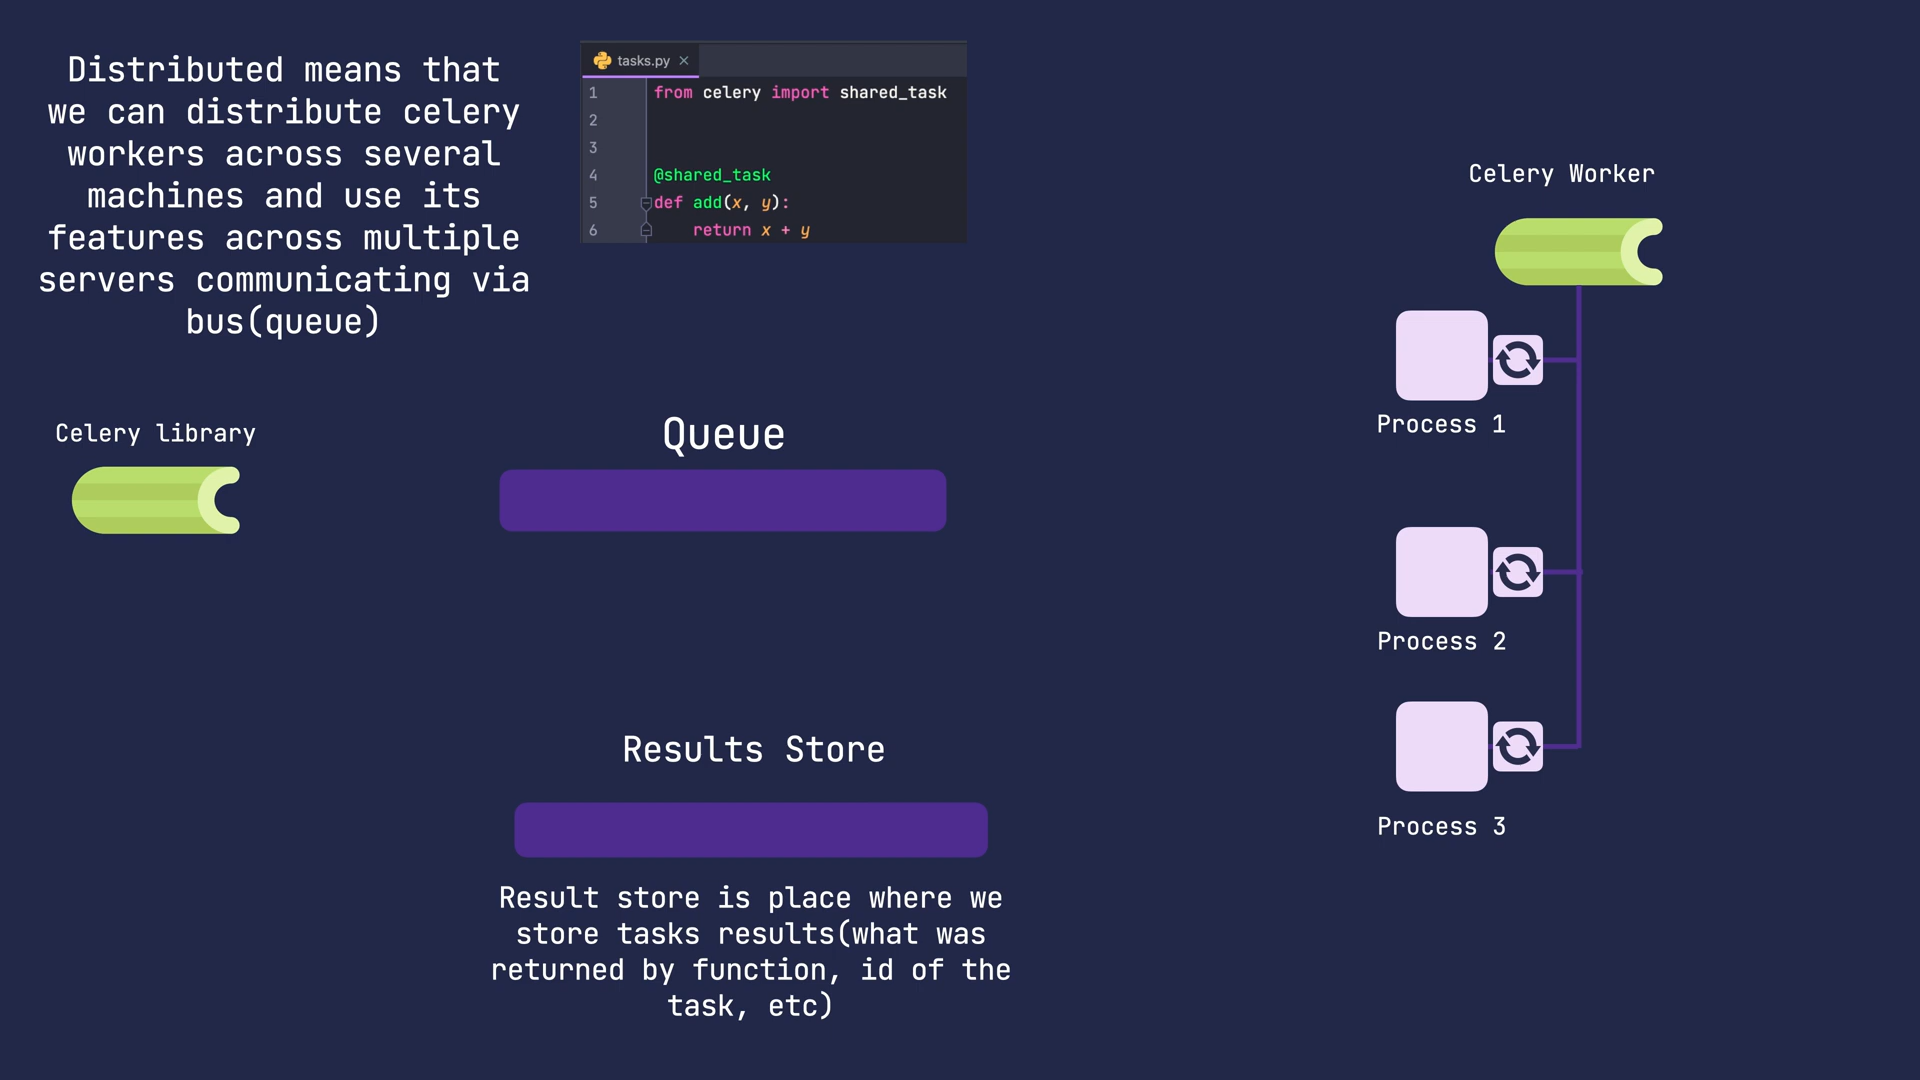 Distributed means that
we can distribute celery
workers across several
machines and use its
features across multiple
servers communicating via
bus(queue)
tasks.py
1 from celery import shared_task
2
3
4 @shared_task
5 def add(x, y):
6     return x + y
Celery Worker
Process 1
Celery library
Queue
Process 2
Results Store
Process 3
Result store is place where we
store tasks results(what was
returned by function, id of the
task, etc)